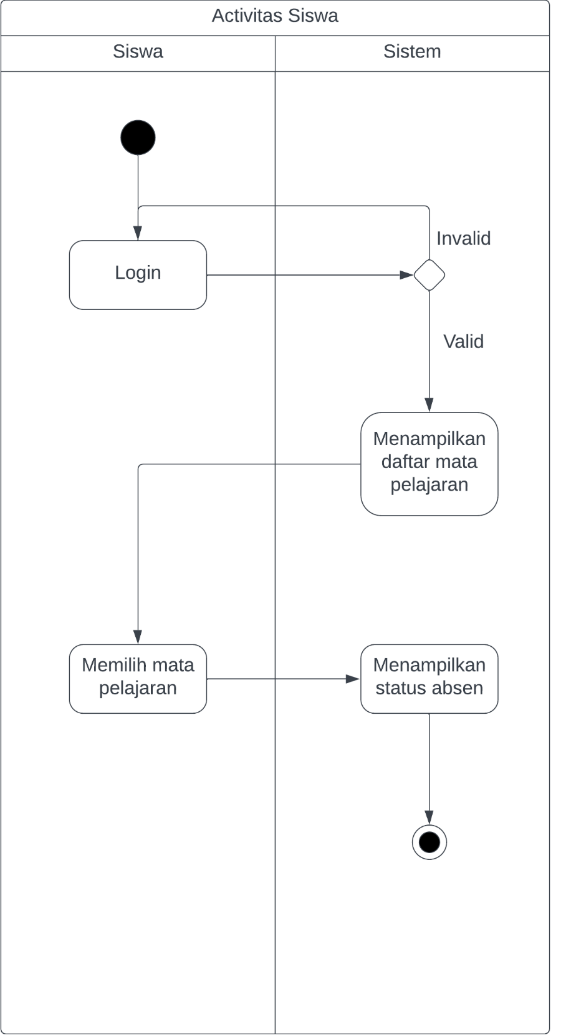 Activitas Siswa
Siswa
Sistem
Invalid
Login
Valid
Menampilkan
daftar mata
pelajaran
Memilih mata
pelajaran
Menampilkan
status absen